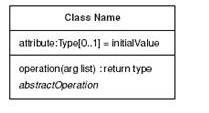 Class Name
attribute:Type[0..1] = initialValue
operation(arg list) : return type
abstractOperation